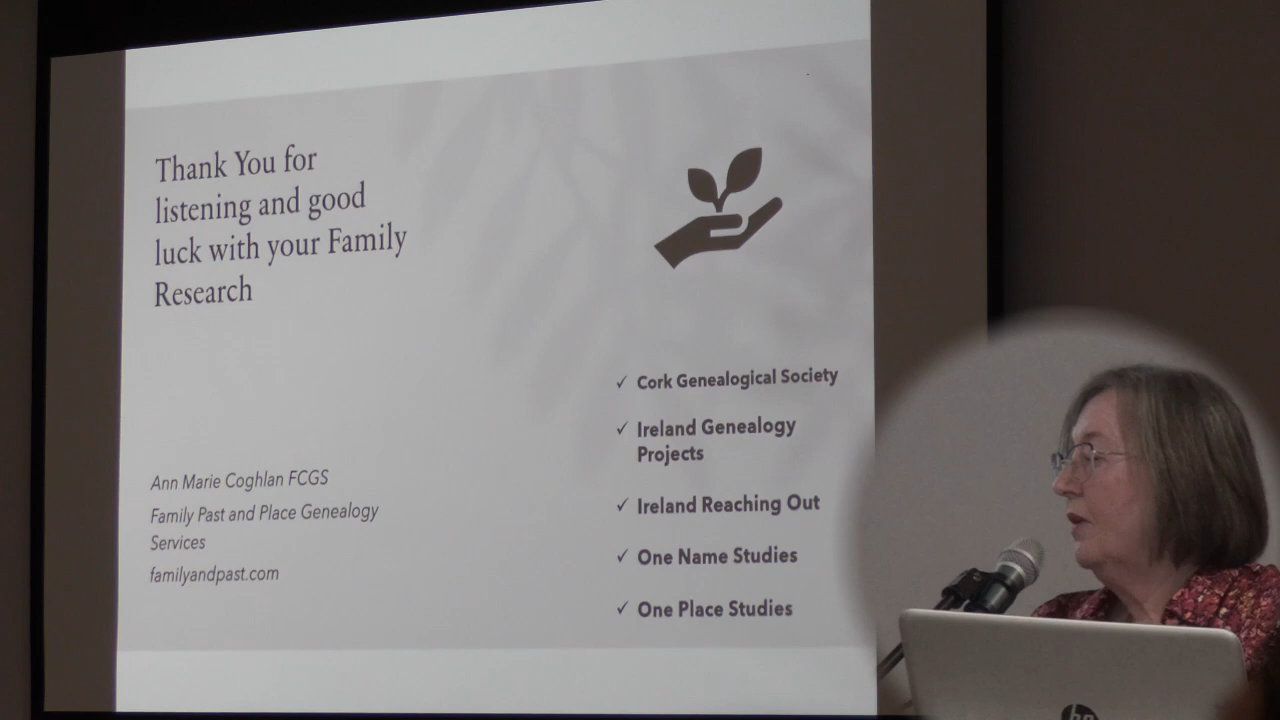 Thank You for
listening and good
luck with your Family
Research
Ann Marie Coghlan FCGS
Family Past and Place Genealogy
Services
familyandpast.com
✓ Cork Genealogical Society
✓ Ireland Genealogy
Projects
✓ Ireland Reaching Out
✓ One Name Studies
✓ One Place Studies
hp